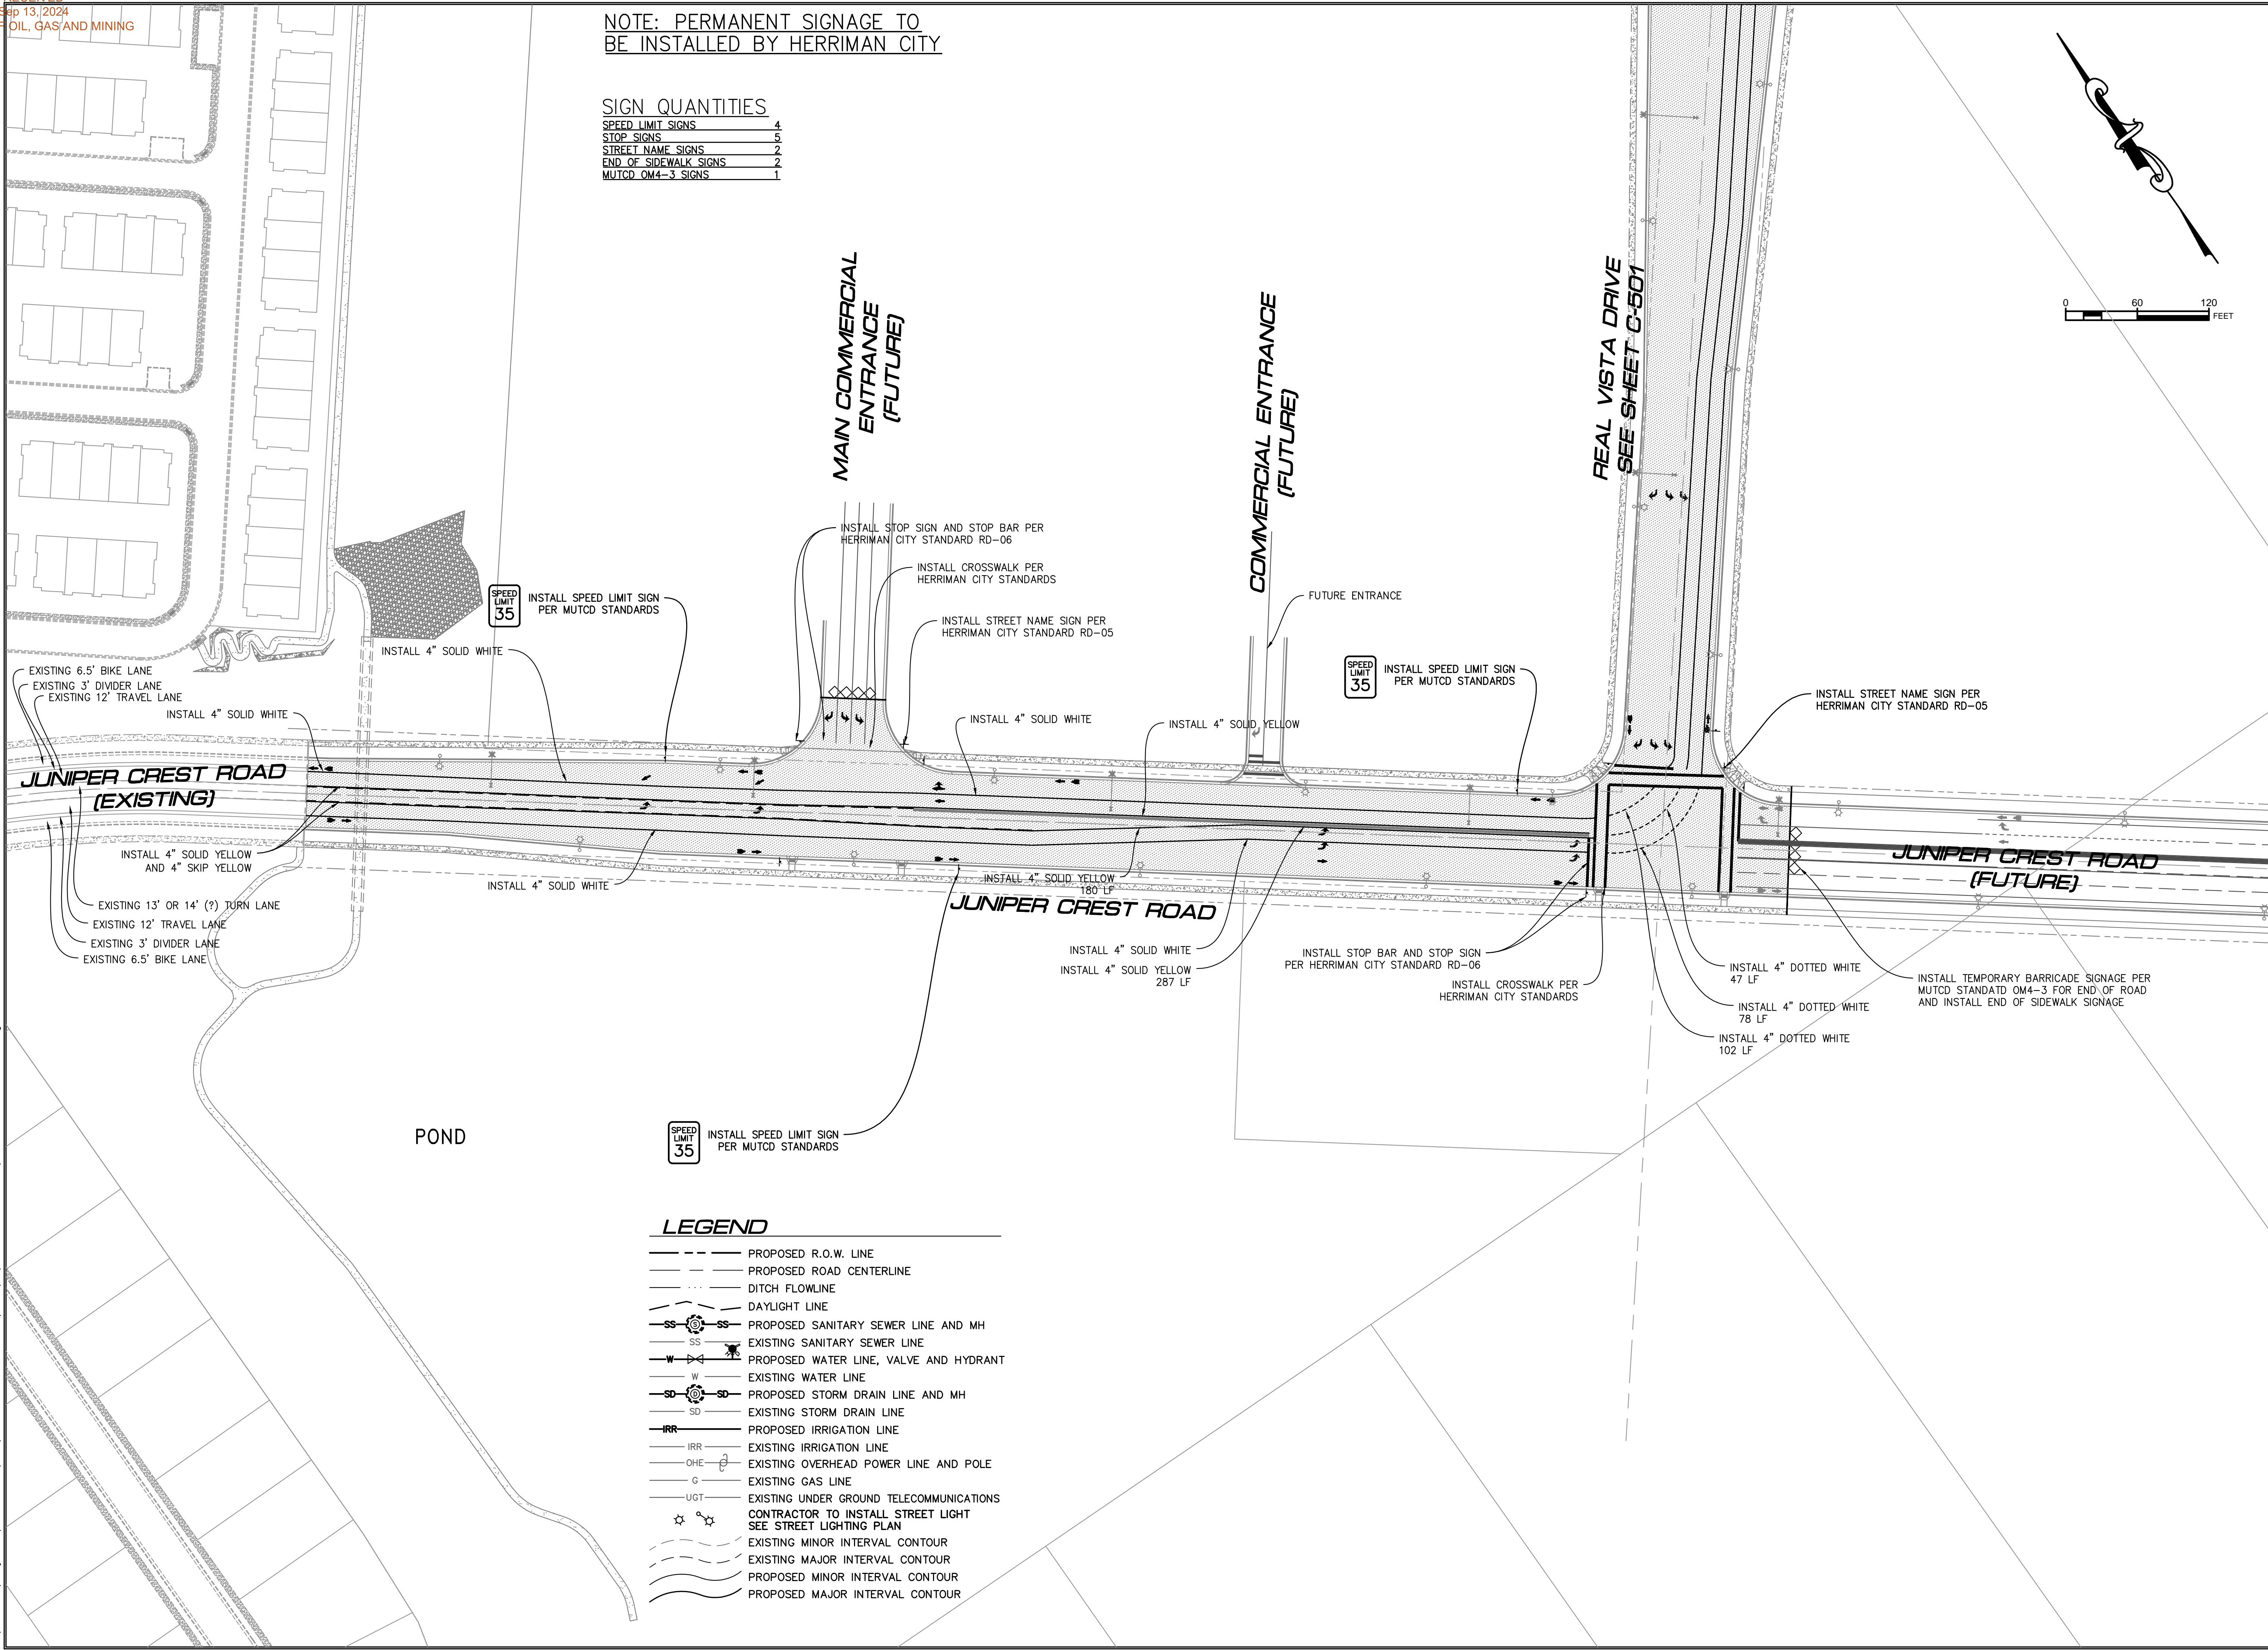 Sep 13, 2024
OIL, GAS AND MINING
NOTE: PERMANENT SIGNAGE TO
BE INSTALLED BY HERRIMAN CITY
SIGN QUANTITIES
SPEED LIMIT SIGNS 4
STOP SIGNS 5
STREET NAME SIGNS 2
END OF SIDEWALK SIGNS 2
MUTCD OM4-3 SIGNS 1
0 60 120
FEET
MAIN COMMERCIAL
ENTRANCE
(FUTURE)
COMMERCIAL ENTRANCE
(FUTURE)
REAL VISTA DRIVE
SEE SHEET C-501
INSTALL STOP SIGN AND STOP BAR PER
HERRIMAN CITY STANDARD RD-06
INSTALL CROSSWALK PER
HERRIMAN CITY STANDARDS
INSTALL STREET NAME SIGN PER
HERRIMAN CITY STANDARD RD-05
FUTURE ENTRANCE
SPEED
LIMIT
35
INSTALL SPEED LIMIT SIGN
PER MUTCD STANDARDS
INSTALL 4" SOLID WHITE
SPEED
LIMIT
35
INSTALL SPEED LIMIT SIGN
PER MUTCD STANDARDS
INSTALL STREET NAME SIGN PER
HERRIMAN CITY STANDARD RD-05
EXISTING 6.5' BIKE LANE
EXISTING 3' DIVIDER LANE
EXISTING 12' TRAVEL LANE
INSTALL 4" SOLID WHITE
INSTALL 4" SOLID WHITE
INSTALL 4" SOLID YELLOW
JUNIPER CREST ROAD
(EXISTING)
INSTALL 4" SOLID YELLOW
AND 4" SKIP YELLOW
INSTALL 4" SOLID WHITE
INSTALL 4" SOLID YELLOW
180 LF
JUNIPER CREST ROAD
JUNIPER CREST ROAD
(FUTURE)
EXISTING 13' OR 14' (?) TURN LANE
EXISTING 12' TRAVEL LANE
EXISTING 3' DIVIDER LANE
EXISTING 6.5' BIKE LANE
INSTALL 4" SOLID WHITE
INSTALL 4" SOLID YELLOW
287 LF
INSTALL STOP BAR AND STOP SIGN
PER HERRIMAN CITY STANDARD RD-06
INSTALL CROSSWALK PER
HERRIMAN CITY STANDARDS
INSTALL 4" DOTTED WHITE
47 LF
INSTALL 4" DOTTED WHITE
78 LF
INSTALL 4" DOTTED WHITE
102 LF
INSTALL TEMPORARY BARRICADE SIGNAGE PER
MUTCD STANDATD OM4-3 FOR END OF ROAD
AND INSTALL END OF SIDEWALK SIGNAGE
POND
SPEED
LIMIT
35
INSTALL SPEED LIMIT SIGN
PER MUTCD STANDARDS
LEGEND
PROPOSED R.O.W. LINE
PROPOSED ROAD CENTERLINE
DITCH FLOWLINE
DAYLIGHT LINE
SS S SS PROPOSED SANITARY SEWER LINE AND MH
SS EXISTING SANITARY SEWER LINE
W PROPOSED WATER LINE, VALVE AND HYDRANT
W EXISTING WATER LINE
SD D SD PROPOSED STORM DRAIN LINE AND MH
SD EXISTING STORM DRAIN LINE
IRR PROPOSED IRRIGATION LINE
IRR EXISTING IRRIGATION LINE
OHE EXISTING OVERHEAD POWER LINE AND POLE
G EXISTING GAS LINE
UGT EXISTING UNDER GROUND TELECOMMUNICATIONS
CONTRACTOR TO INSTALL STREET LIGHT
SEE STREET LIGHTING PLAN
EXISTING MINOR INTERVAL CONTOUR
EXISTING MAJOR INTERVAL CONTOUR
PROPOSED MINOR INTERVAL CONTOUR
PROPOSED MAJOR INTERVAL CONTOUR